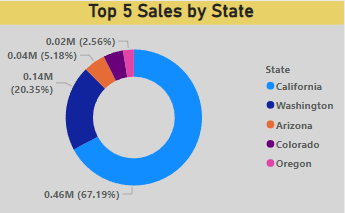 Top 5 Sales by State
0.02M (2.56%)
0.04M (5.18%)
0.14M
(20.35%)
0.46M (67.19%)
State
California
Washington
Arizona
Colorado
Oregon